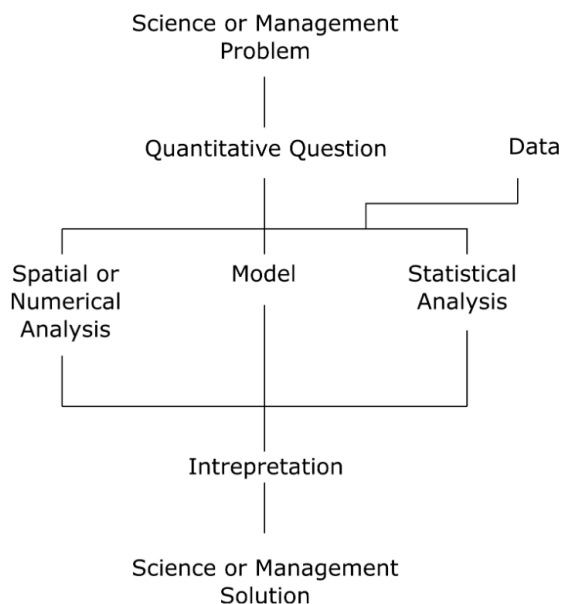 Science or Management
Problem
Quantitative Question
Data
Spatial or
Numerical
Analysis
Model
Statistical
Analysis
Intrepretation
Science or Management
Solution